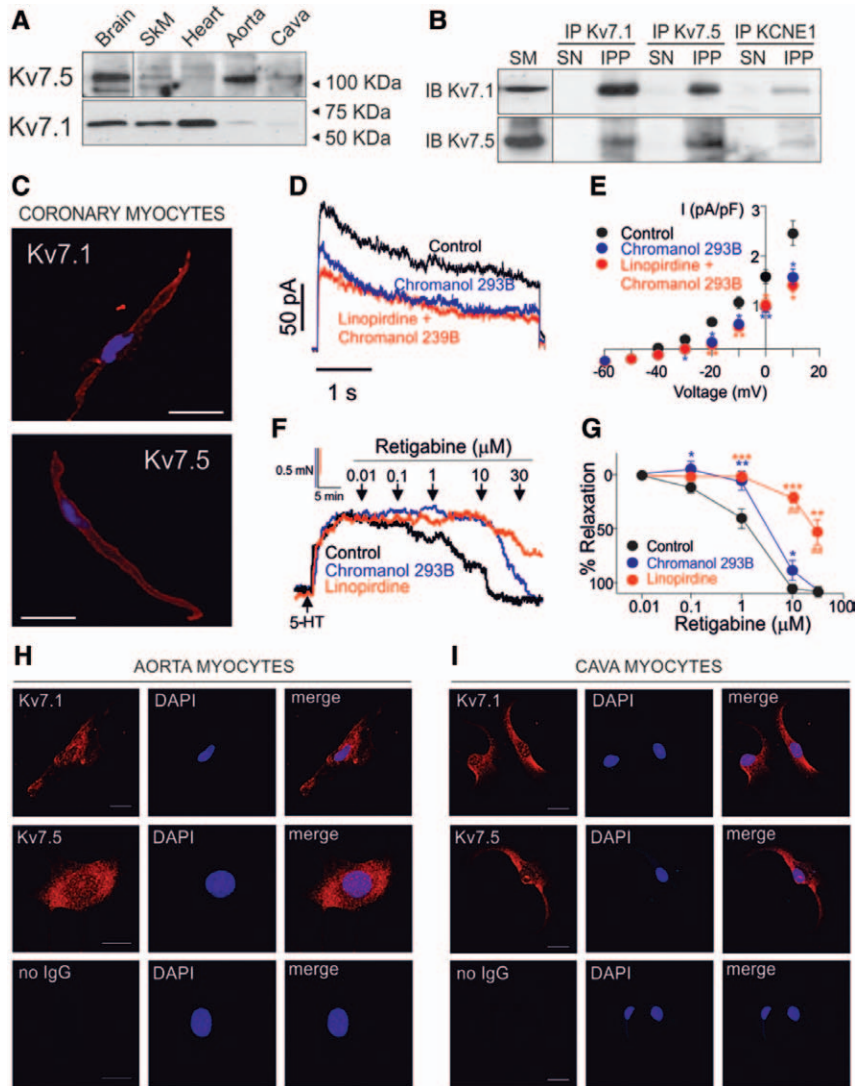 A
Brain SkM Heart Aorta Cava
Kv7.5
100 KDa
Kv7.1
75 KDa
50 KDa
B
IP Kv7.1 IP Kv7.5 IP KCNE1
SM SN IPP SN IPP SN IPP
IB Kv7.1
IB Kv7.5
C
CORONARY MYOCYTES
Kv7.1
Kv7.5
D
Control
Chromanol 293B
Linopirdine +
Chromanol 239B
50 pA
1 s
E
I (pA/pF)
3
2
1
Control
Chromanol 293B
Linopirdine +
Chromanol 293B
* * * * ** ** ** *
-60 -40 -20 0 20
Voltage (mV)
F
Retigabine (μM)
0.5 mN
5 min
0.01 0.1 1 10 30
Control
Chromanol 293B
Linopirdine
5-HT
G
% Relaxation
0
50
100
* *** ** *** ## ** ## *
Control
Chromanol 293B
Linopirdine
0.01 0.1 1 10 100
Retigabine (μM)
H
AORTA MYOCYTES
Kv7.1 DAPI merge
Kv7.5 DAPI merge
no IgG DAPI merge
I
CAVA MYOCYTES
Kv7.1 DAPI merge
Kv7.5 DAPI merge
no IgG DAPI merge